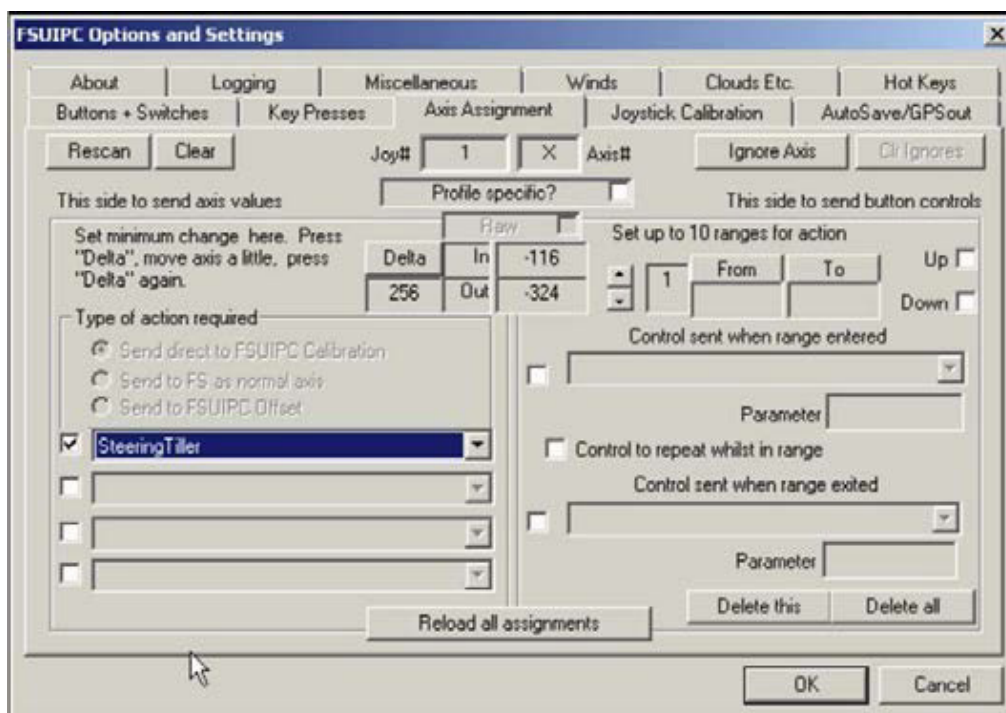 FSUIPC Options and Settings
About Logging Miscellaneous Winds Clouds Etc. Hot Keys
Buttons + Switches Key Presses Axis Assignment Joystick Calibration AutoSave/GPSout
Rescan Clear Joy# 1 X Axis# Ignore Axis Clr Ignores
Profile specific?
This side to send axis values This side to send button controls
Raw
Set minimum change here. Press
"Delta", move axis a little, press
"Delta" again.
Delta In -116
256 Out -324
Set up to 10 ranges for action
1 From To Up
Down
Type of action required
Send direct to FSUIPC Calibration
Send to FS as normal axis
Send to FSUIPC Offset
SteeringTiller
Control sent when range entered
Parameter
Control to repeat whilst in range
Control sent when range exited
Parameter
Delete this Delete all
Reload all assignments
OK Cancel